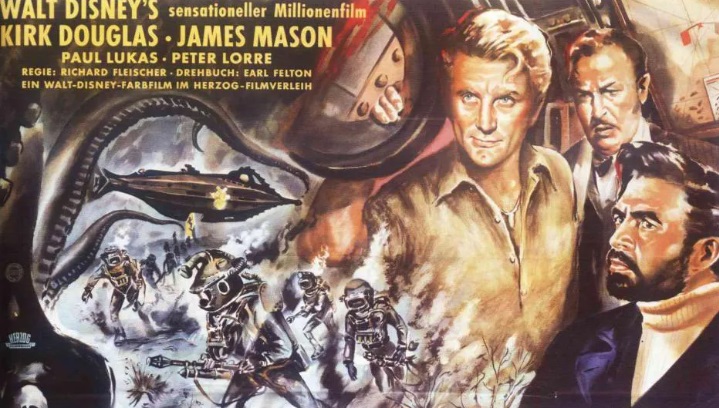 WALT DISNEY'S sensationeller Millionenfilm
KIRK DOUGLAS · JAMES MASON
PAUL LUKAS · PETER LORRE
REGIE: RICHARD FLEISCHER · DREHBUCH: EARL FELTON
EIN WALT-DISNEY-FARBFILM IM HERZOG-FILMVERLEIH
HERZOG